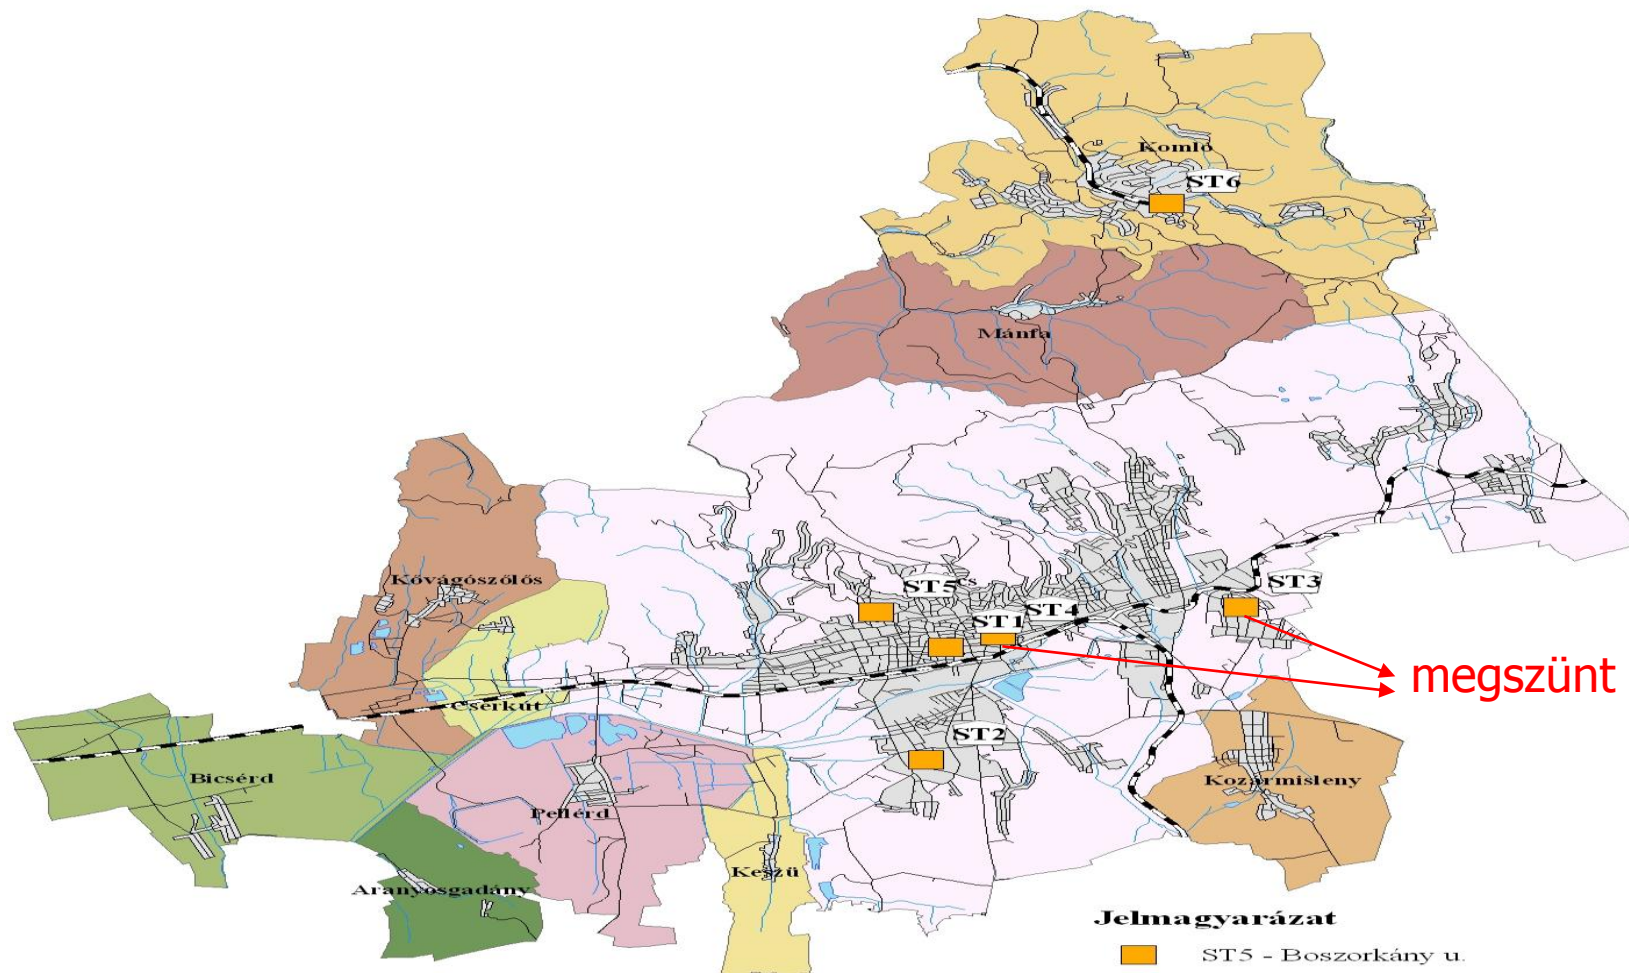 Komló
ST6
Mánfa
Kővágószőlős
ST5
cs
ST3
ST4
ST1
megszünt
Cserkút
ST2
Bicsérd
Kozármisleny
Pellérd
Keszü
Aranyosgadány
Jelmagyarázat
ST5 - Boszorkány u.